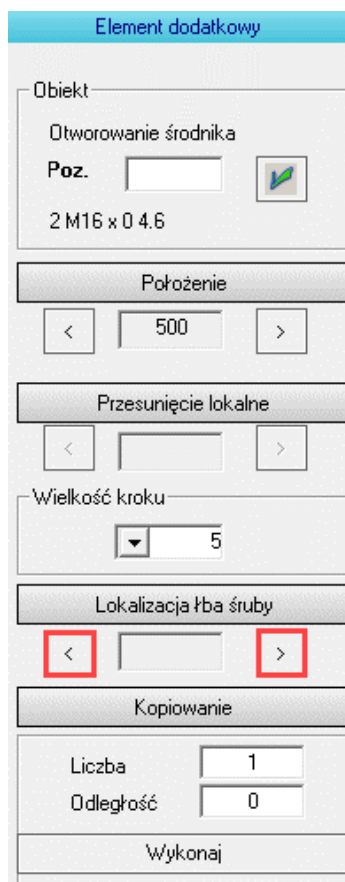 Element dodatkowy
Obiekt
Otworowanie środnika
Poz.
2 M16 x 0 4.6
Położenie
< 500 >
Przesunięcie lokalne
< >
Wielkość kroku
5
Lokalizacja łba śruby
< >
Kopiowanie
Liczba 1
Odległość 0
Wykonaj